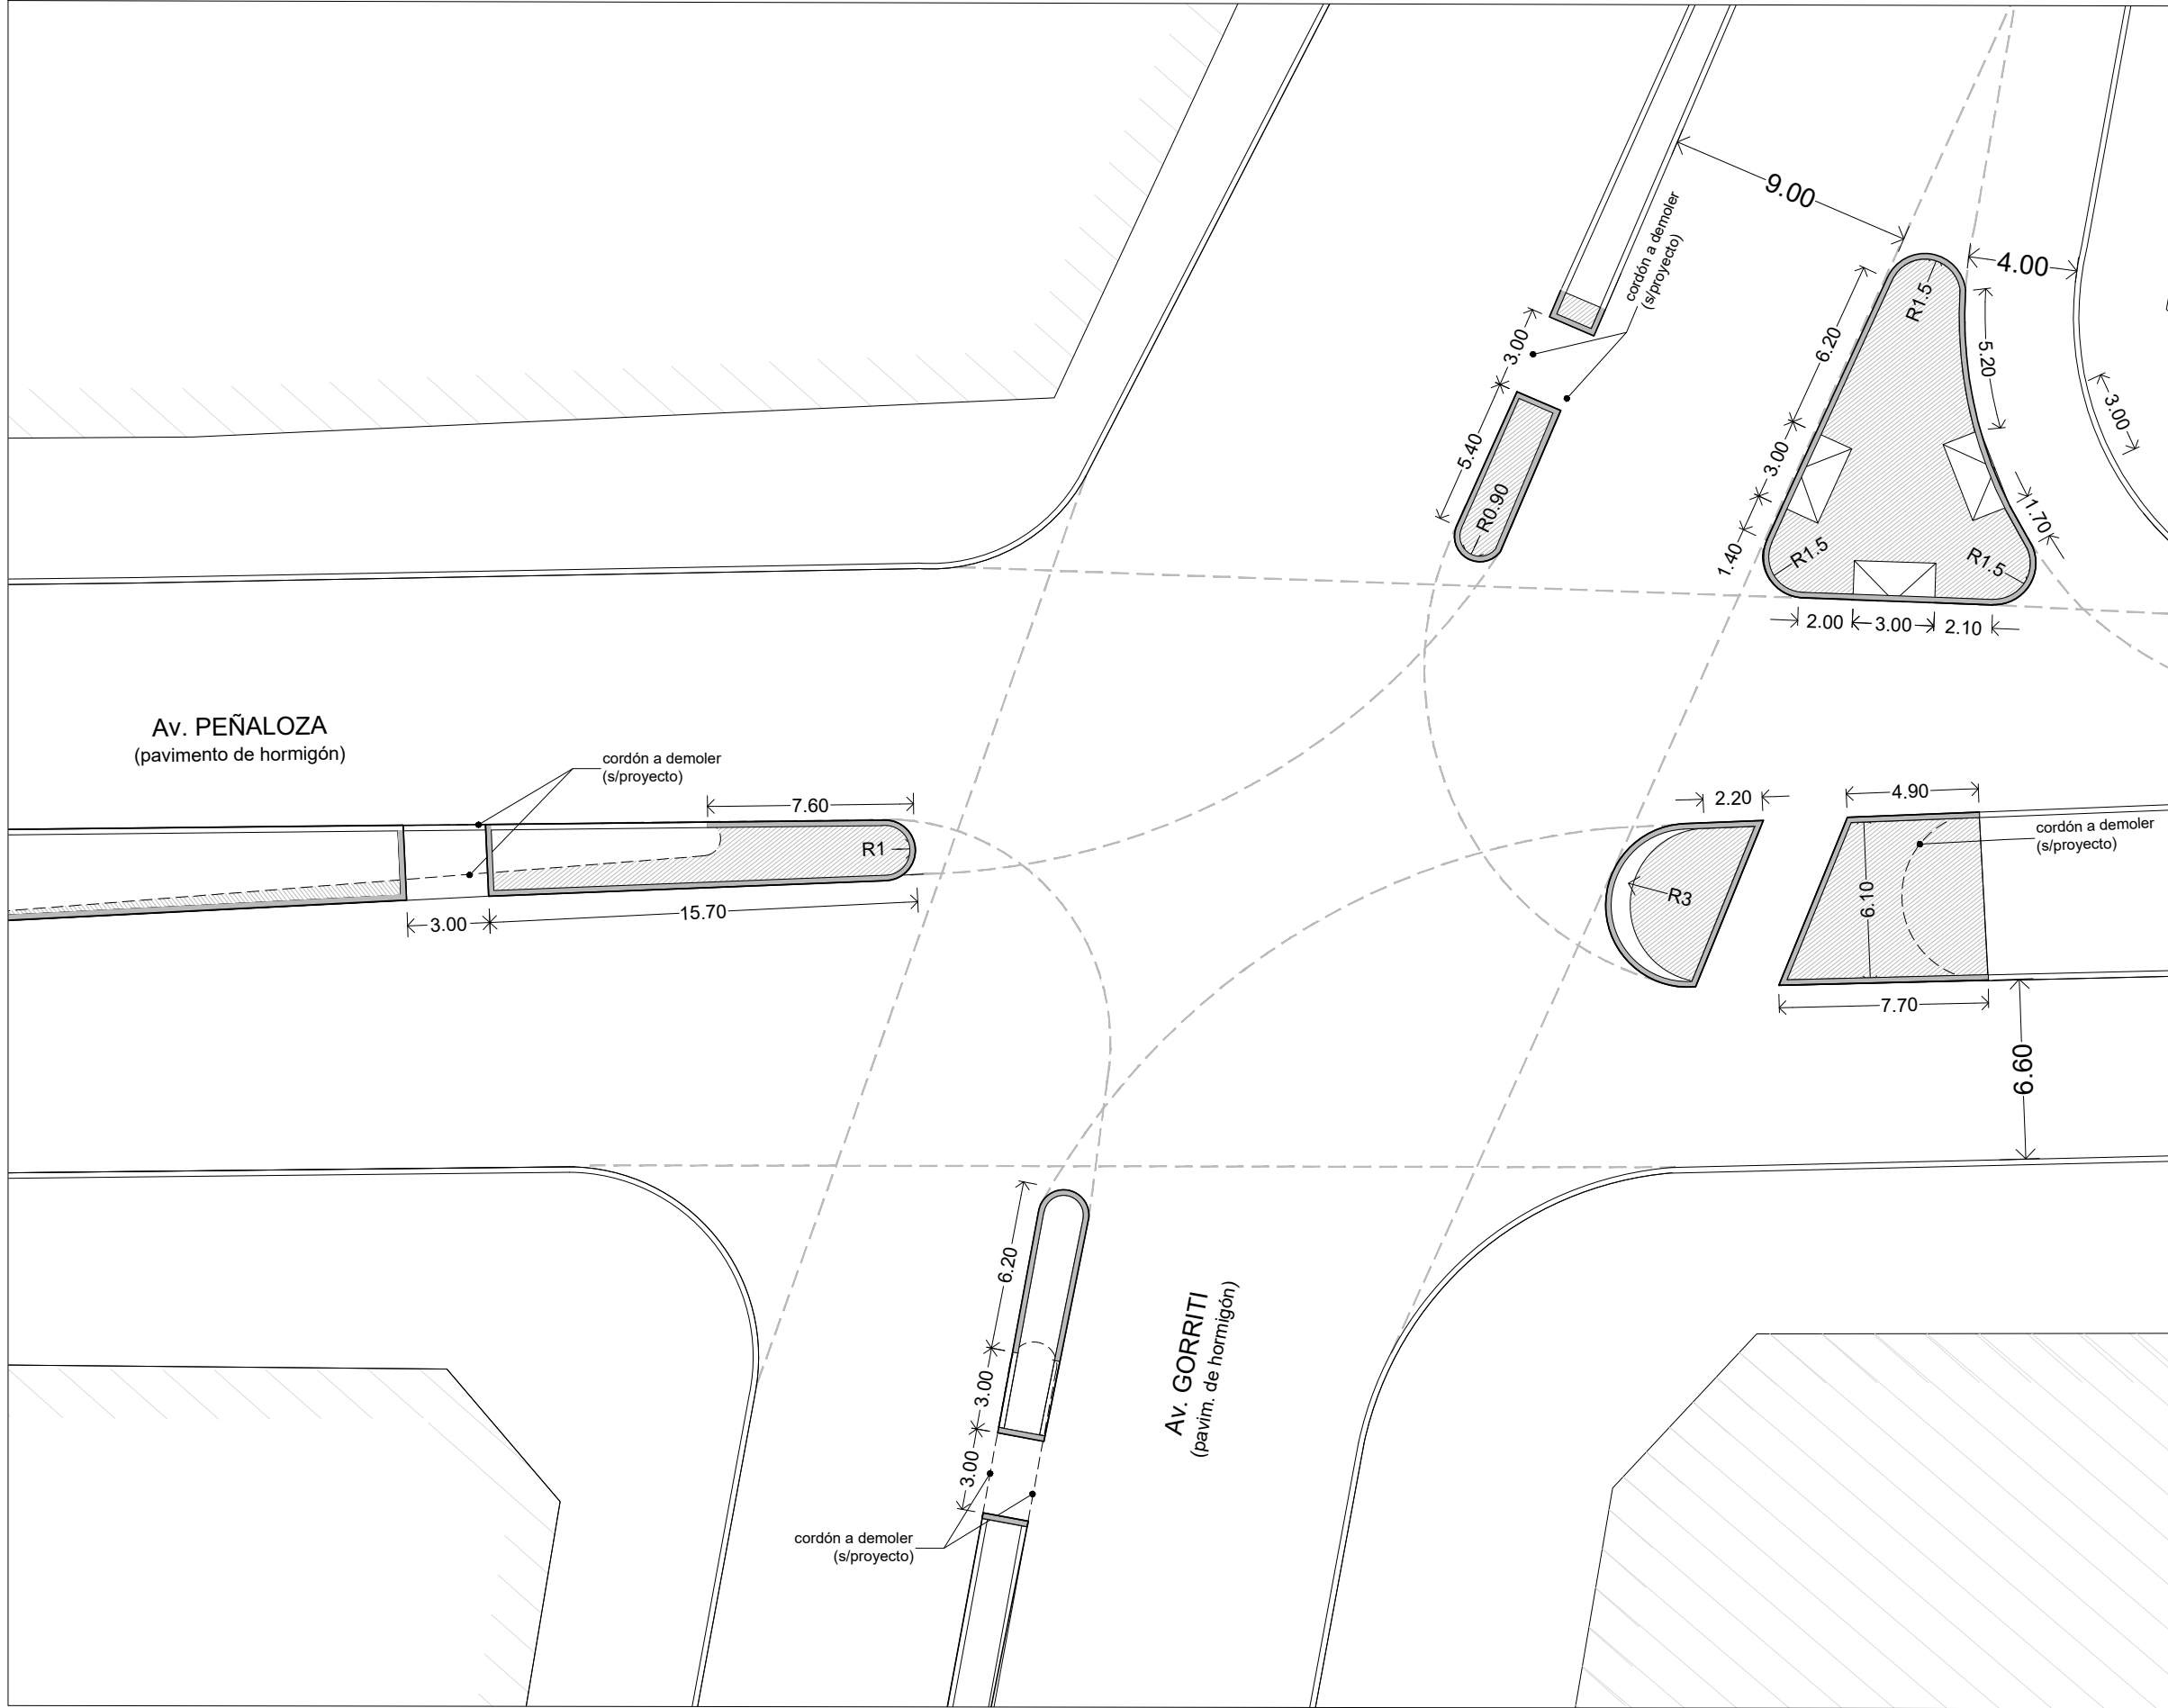 9.00
cordón a demoler
(s/proyecto)
4.00
R1.5
6.20
5.20
3.00
3.00
3.00
5.40
R0.90
1.40
R1.5
R1.5
1.70
2.00
3.00
2.10
Av. PEÑALOZA
(pavimento de hormigón)
cordón a demoler
(s/proyecto)
7.60
R1
3.00
15.70
2.20
4.90
cordón a demoler
(s/proyecto)
R3
6.10
7.70
6.60
6.20
3.00
3.00
Av. GORRITI
(pavim. de hormigón)
cordón a demoler
(s/proyecto)